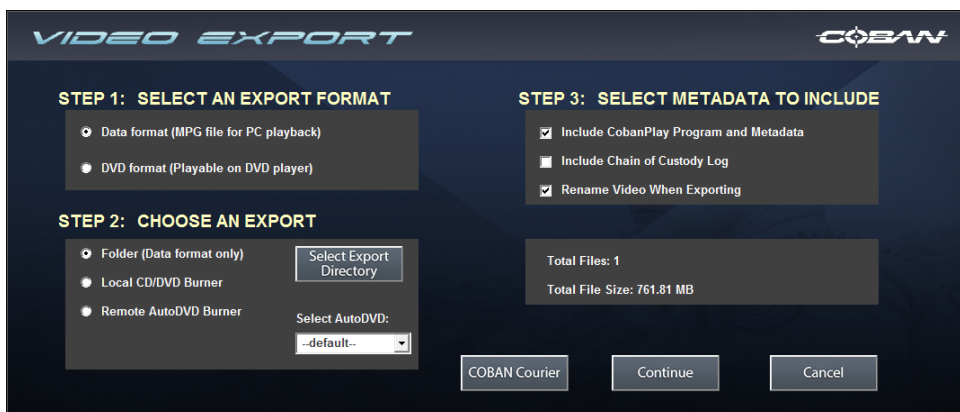 VIDEO EXPORT
COBAN
STEP 1: SELECT AN EXPORT FORMAT
Data format (MPG file for PC playback)
DVD format (Playable on DVD player)
STEP 2: CHOOSE AN EXPORT
Folder (Data format only)
Local CD/DVD Burner
Remote AutoDVD Burner
Select Export
Directory
Select AutoDVD:
--default--
STEP 3: SELECT METADATA TO INCLUDE
Include CobanPlay Program and Metadata
Include Chain of Custody Log
Rename Video When Exporting
Total Files: 1
Total File Size: 761.81 MB
COBAN Courier
Continue
Cancel